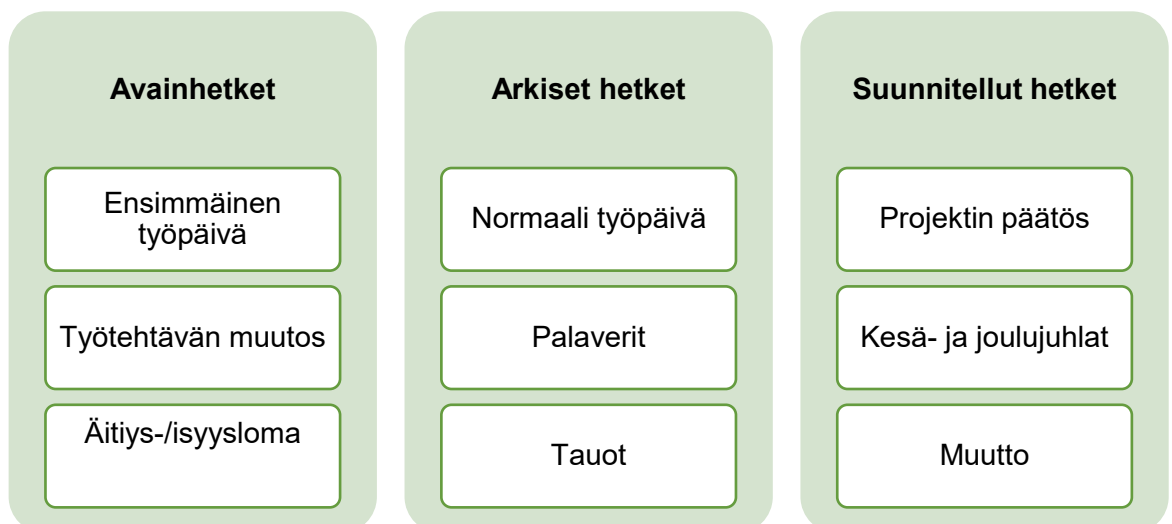 Avainhetket
Ensimmäinen
työpäivä
Työtehtävän muutos
Äitiys-/isyysloma
Arkiset hetket
Normaali työpäivä
Palaverit
Tauot
Suunnitellut hetket
Projektin päätös
Kesä- ja joulujuhlat
Muutto